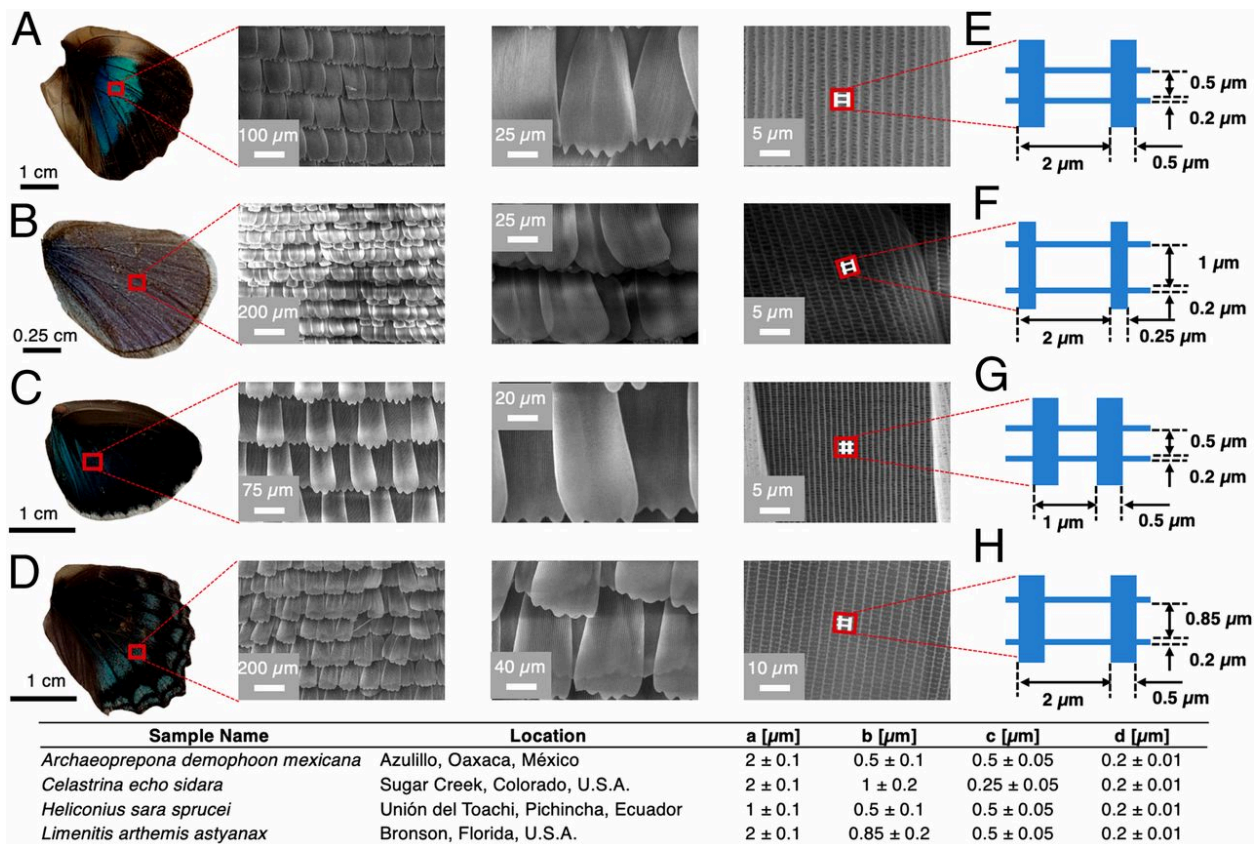 A
1 cm
100 µm
25 µm
5 µm
E
0.5 µm
0.2 µm
2 µm
0.5 µm
B
0.25 cm
200 µm
25 µm
5 µm
F
1 µm
0.2 µm
2 µm
0.25 µm
C
1 cm
75 µm
20 µm
5 µm
G
0.5 µm
0.2 µm
1 µm
0.5 µm
D
1 cm
200 µm
40 µm
10 µm
H
0.85 µm
0.2 µm
2 µm
0.5 µm
Sample Name Location a [µm] b [µm] c [µm] d [µm]
Archaeoprepona demophoon mexicana Azulillo, Oaxaca, México 2 ± 0.1 0.5 ± 0.1 0.5 ± 0.05 0.2 ± 0.01
Celastrina echo sidara Sugar Creek, Colorado, U.S.A. 2 ± 0.1 1 ± 0.2 0.25 ± 0.05 0.2 ± 0.01
Heliconius sara sprucei Unión del Toachi, Pichincha, Ecuador 1 ± 0.1 0.5 ± 0.1 0.5 ± 0.05 0.2 ± 0.01
Limenitis arthemis astyanax Bronson, Florida, U.S.A. 2 ± 0.1 0.85 ± 0.2 0.5 ± 0.05 0.2 ± 0.01